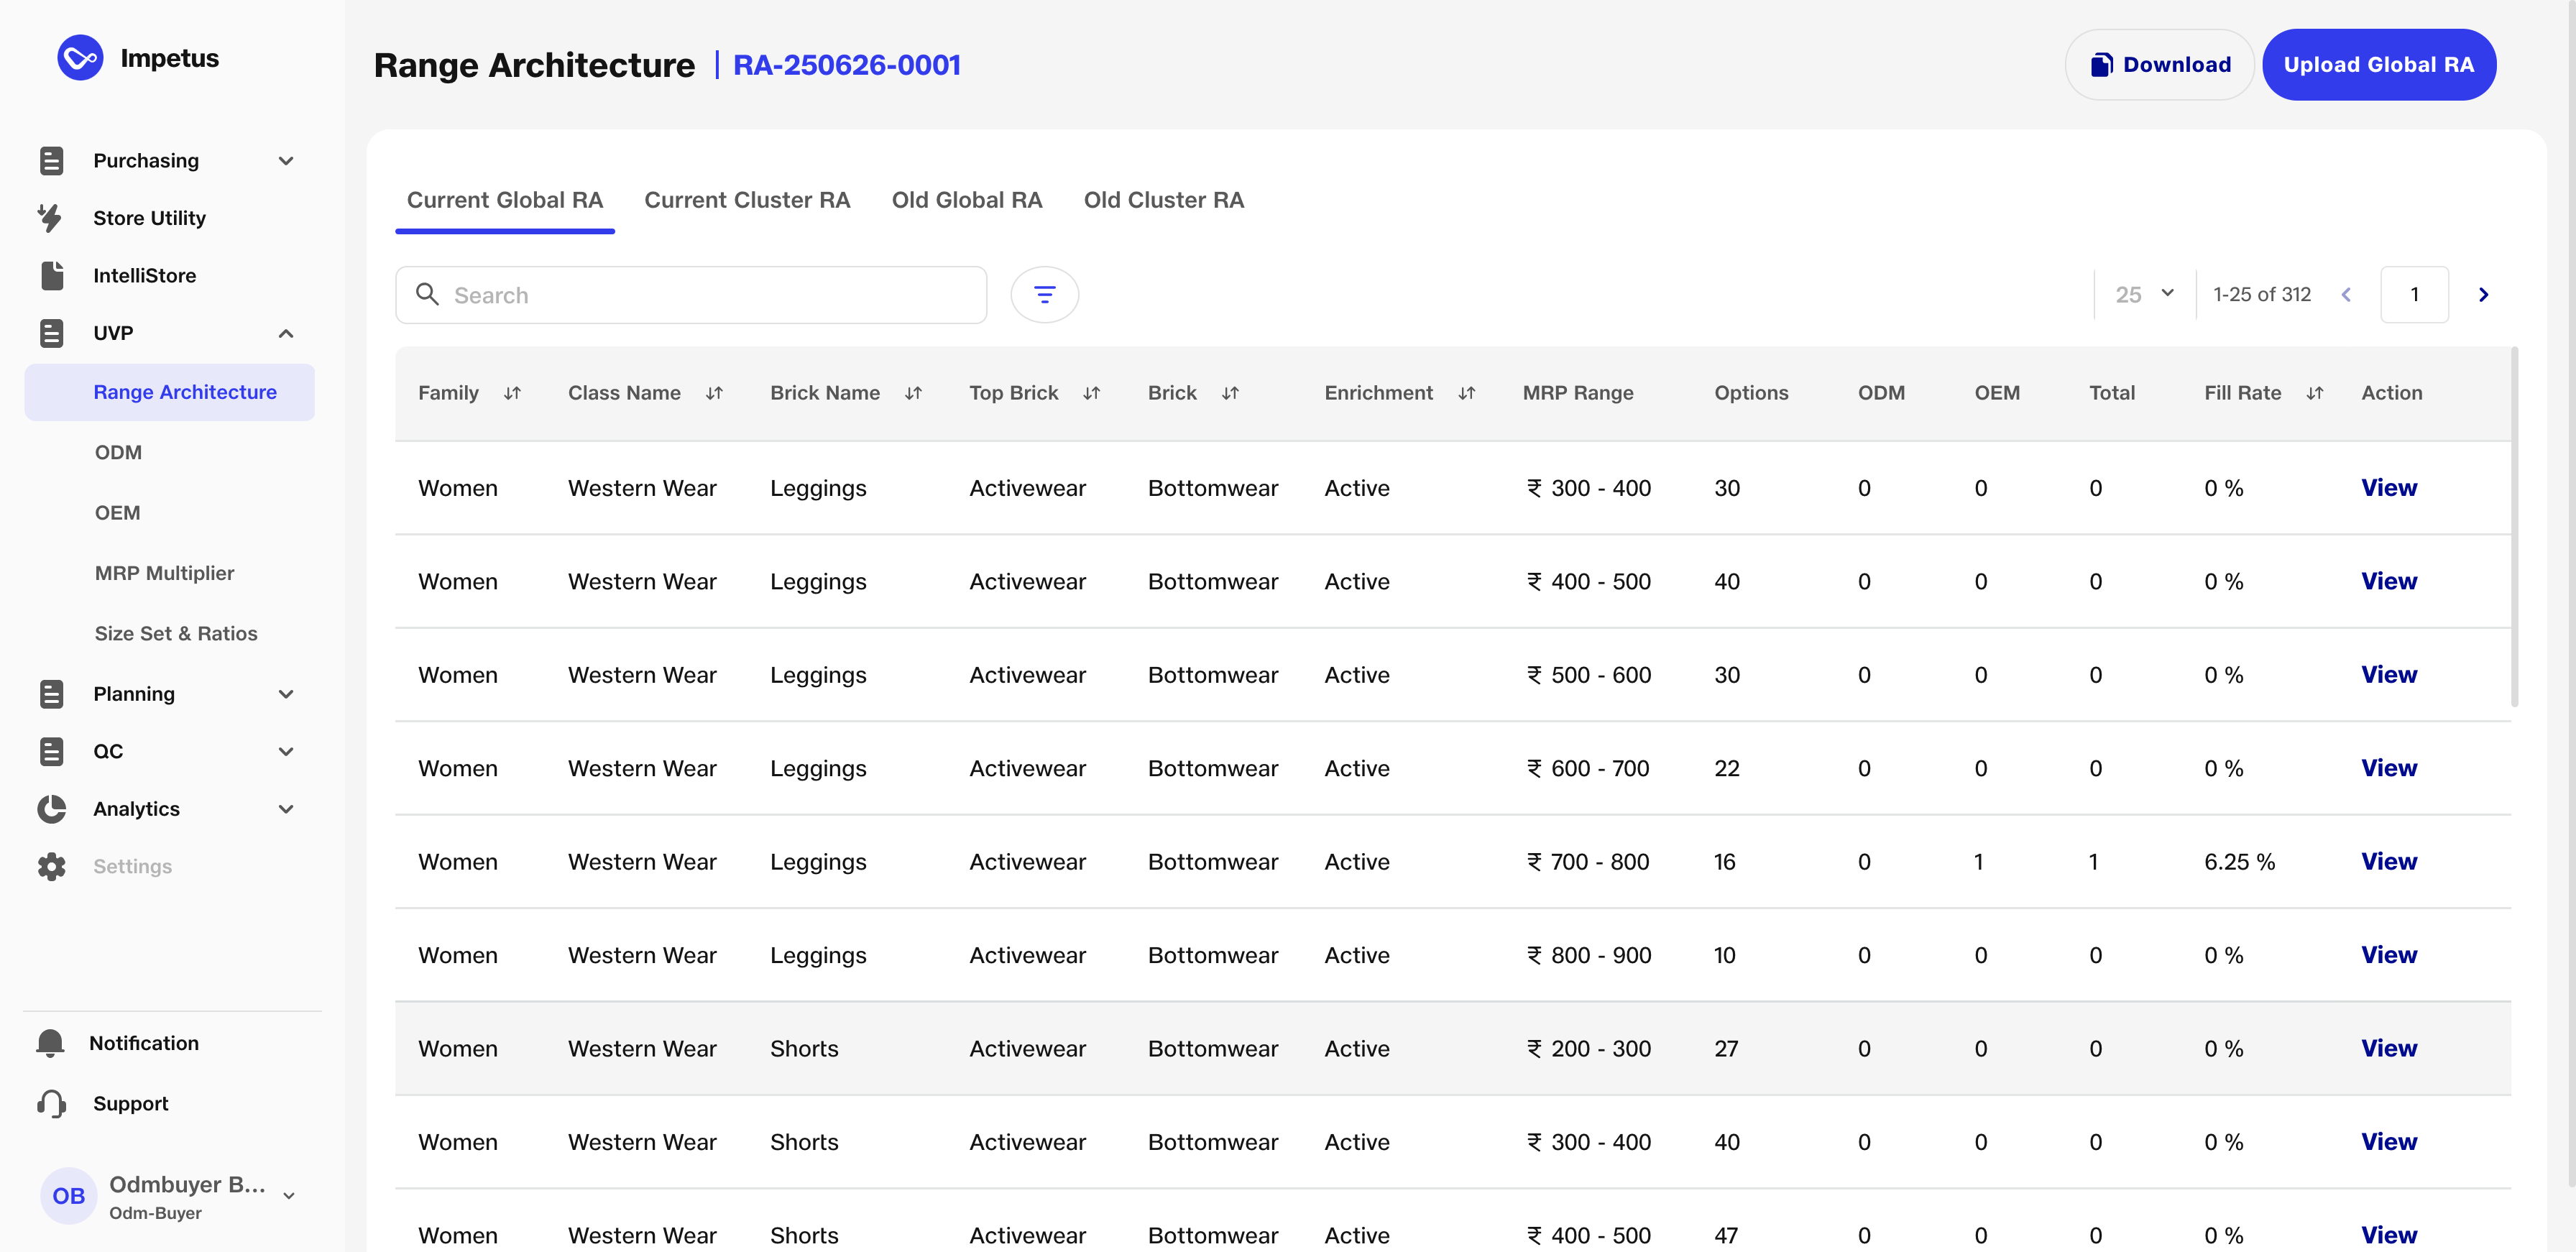 Impetus
Purchasing
Store Utility
IntelliStore
UVP
Range Architecture
ODM
OEM
MRP Multiplier
Size Set & Ratios
Planning
QC
Analytics
Settings
Notification
Support
OB
Odmbuyer B...
Odm-Buyer
Range Architecture | RA-250626-0001
Download
Upload Global RA
Current Global RA Current Cluster RA Old Global RA Old Cluster RA
Search
25 1-25 of 312 1
Family Class Name Brick Name Top Brick Brick Enrichment MRP Range Options ODM OEM Total Fill Rate Action
Women Western Wear Leggings Activewear Bottomwear Active ₹ 300 - 400 30 0 0 0 0 % View
Women Western Wear Leggings Activewear Bottomwear Active ₹ 400 - 500 40 0 0 0 0 % View
Women Western Wear Leggings Activewear Bottomwear Active ₹ 500 - 600 30 0 0 0 0 % View
Women Western Wear Leggings Activewear Bottomwear Active ₹ 600 - 700 22 0 0 0 0 % View
Women Western Wear Leggings Activewear Bottomwear Active ₹ 700 - 800 16 0 1 1 6.25 % View
Women Western Wear Leggings Activewear Bottomwear Active ₹ 800 - 900 10 0 0 0 0 % View
Women Western Wear Shorts Activewear Bottomwear Active ₹ 200 - 300 27 0 0 0 0 % View
Women Western Wear Shorts Activewear Bottomwear Active ₹ 300 - 400 40 0 0 0 0 % View
Women Western Wear Shorts Activewear Bottomwear Active ₹ 400 - 500 47 0 0 0 0 % View